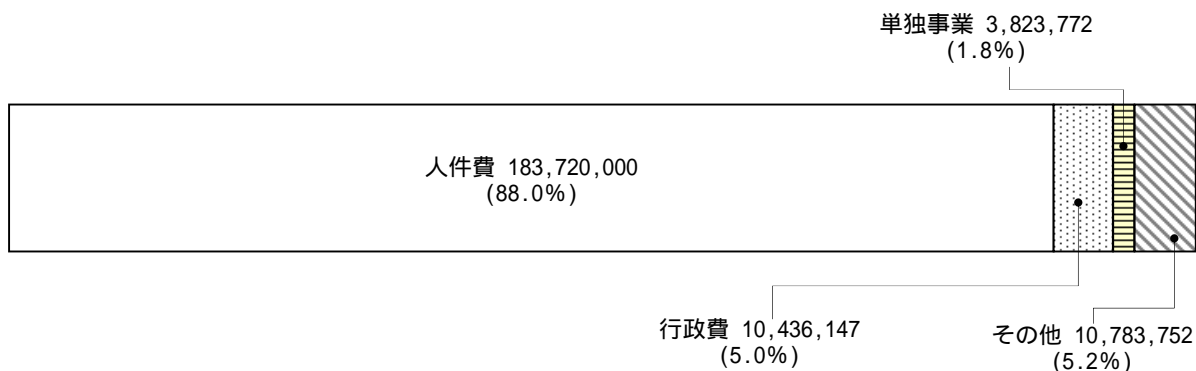 単独事業 3,823,772
(1.8%)
人件費 183,720,000
(88.0%)
行政費 10,436,147
(5.0%)
その他 10,783,752
(5.2%)